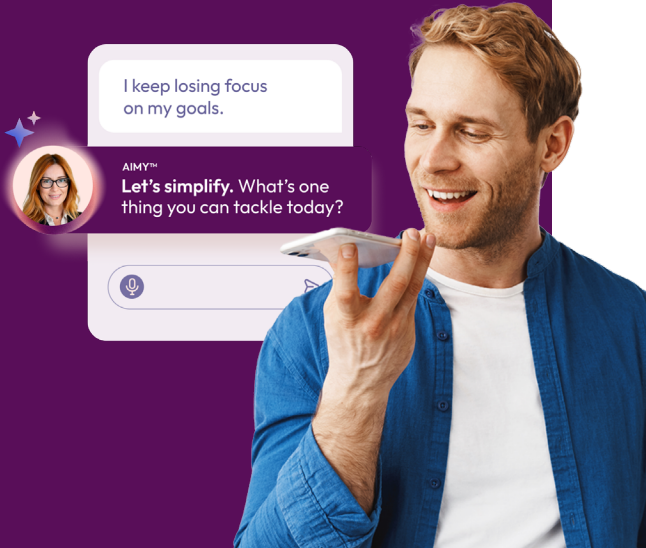 I keep losing focus
on my goals.
AIMY™
Let's simplify. What's one
thing you can tackle today?